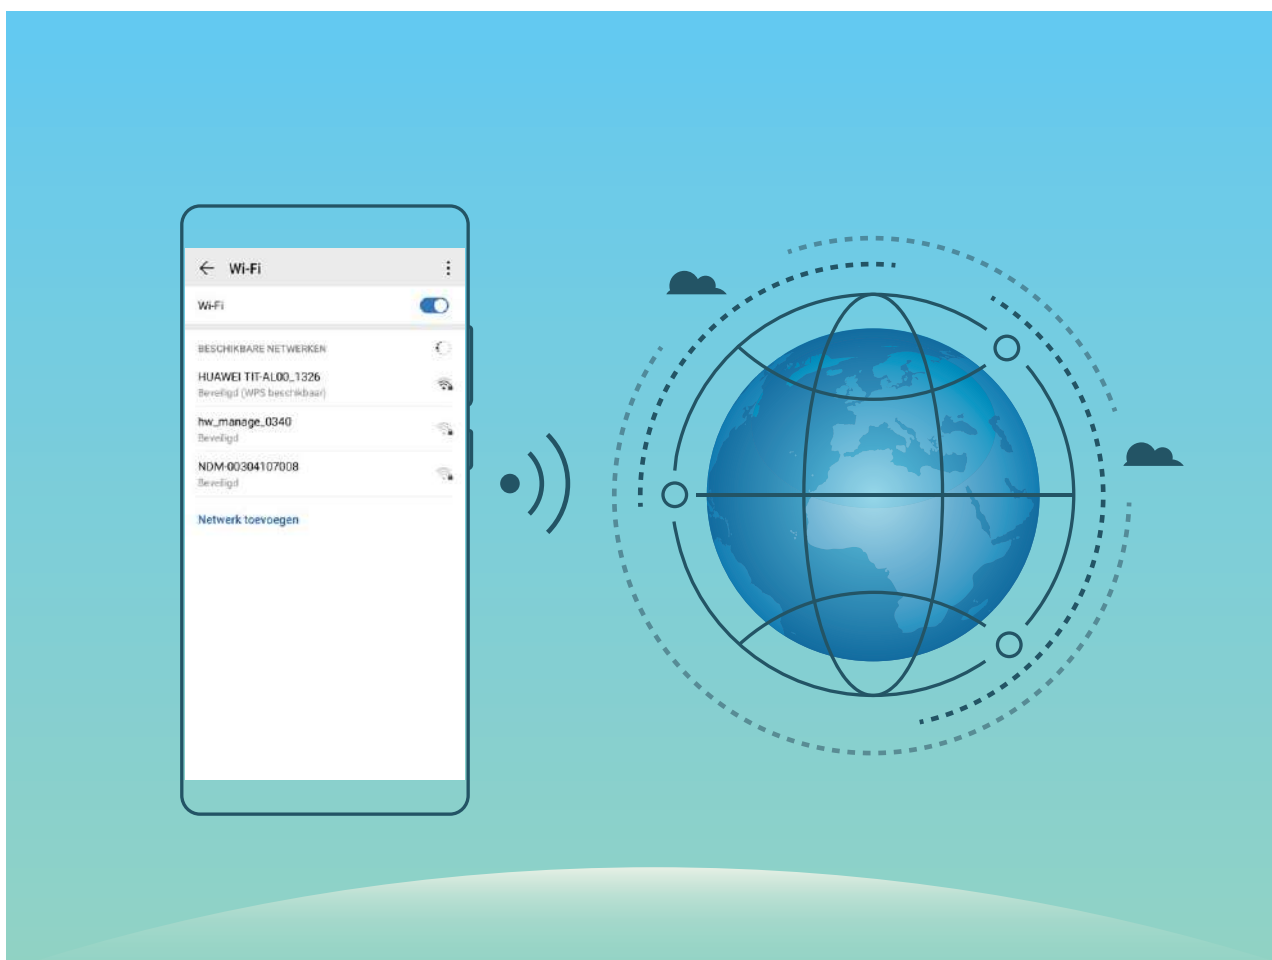 Wi-Fi
Wi-Fi
BESCHIKBARE NETWERKEN
HUAWEI TIT-AL00_1326
Beveiligd (WPS beschikbaar)
hw_manage_0340
Beveiligd
NDM-00304107008
Beveiligd
Netwerk toevoegen